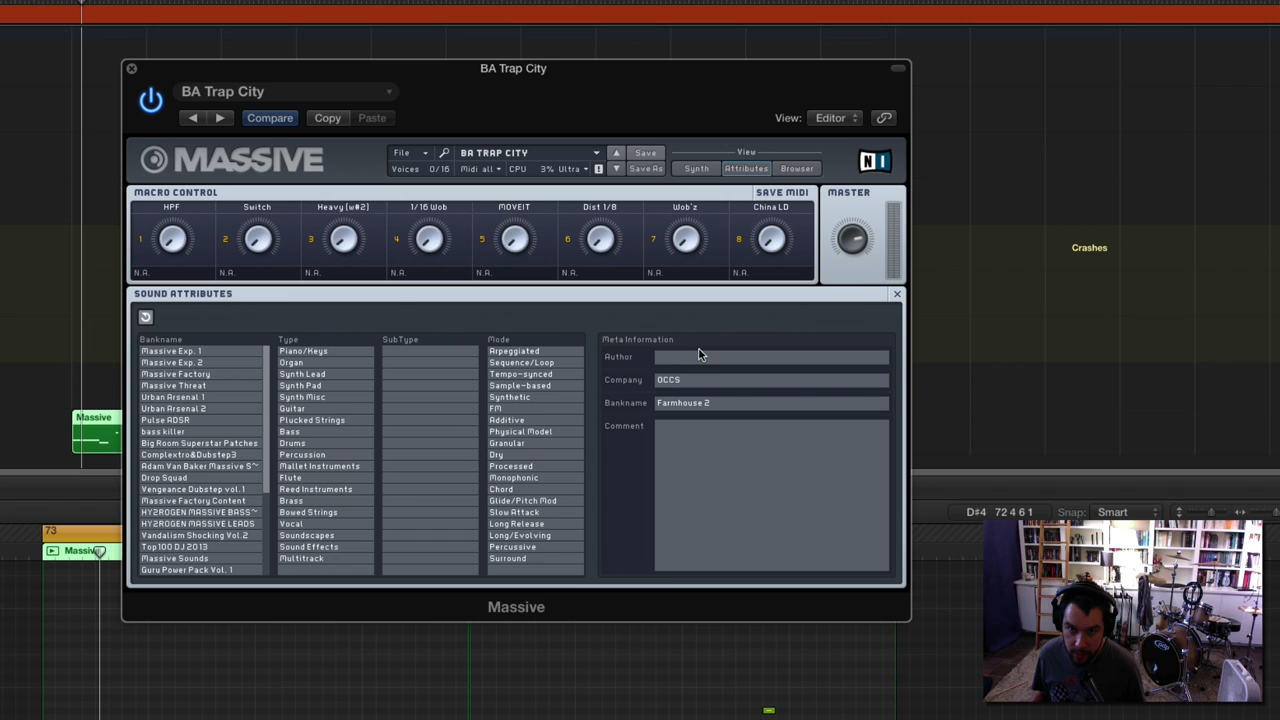 BA Trap City
BA Trap City
Compare
Copy
Paste
View:
Editor
MASSIVE
File
BA TRAP CITY
Save
View
Voices
0/16
Midi all
CPU
3%
Ultra
Save As
Synth
Attributes
Browser
NI
MACRO CONTROL
SAVE MIDI
MASTER
HPF
Switch
Heavy(w#2)
1/16 Wob
MOVEIT
Dist 1/8
Wob'z
China LD
1
2
3
4
5
6
7
8
N.A.
N.A.
N.A.
N.A.
N.A.
N.A.
N.A.
N.A.
Crashes
SOUND ATTRIBUTES
Bankname
Massive Exp. 1
Massive Exp. 2
Massive Factory
Massive Threat
Urban Arsenal 1
Urban Arsenal 2
Pulse ADSR
bass killer
Big Room Superstar Patches
Complextro&Dubstep3
Adam Van Baker Massive S~
Drop Squad
Vengeance Dubstep vol.1
Massive Factory Content
HY2ROGEN MASSIVE BASS~
HY2ROGEN MASSIVE LEADS
Vandalism Shocking Vol.2
Top100 DJ 2013
Massive Sounds
Guru Power Pack Vol. 1
Type
Piano/Keys
Organ
Synth Lead
Synth Pad
Synth Misc
Guitar
Plucked Strings
Bass
Drums
Percussion
Mallet Instruments
Flute
Reed Instruments
Brass
Bowed Strings
Vocal
Soundscapes
Sound Effects
Multitrack
SubType
Mode
Arpeggiated
Sequence/Loop
Tempo-synced
Sample-based
Synthetic
FM
Additive
Physical Model
Granular
Dry
Processed
Monophonic
Chord
Glide/Pitch Mod
Slow Attack
Long Release
Long/Evolving
Percussive
Surround
Meta Information
Author
Company
OCCS
Bankname
Farmhouse 2
Comment
Massive
Massive
D#4 72 4 6 1
Snap:
Smart
73
Massiv